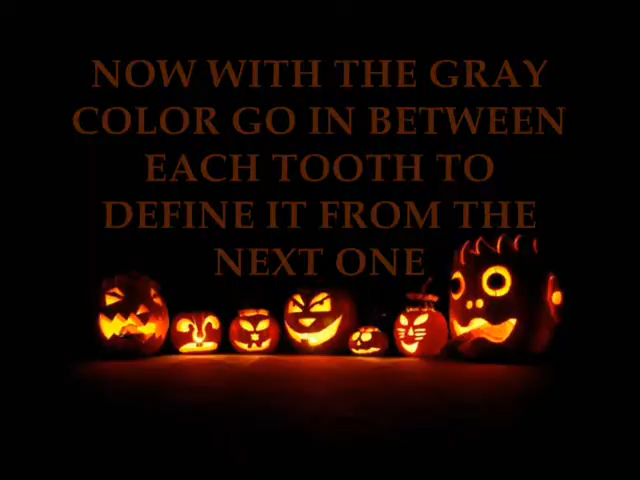 NOW WITH THE GRAY
COLOR GO IN BETWEEN
EACH TOOTH TO
DEFINE IT FROM THE
NEXT ONE